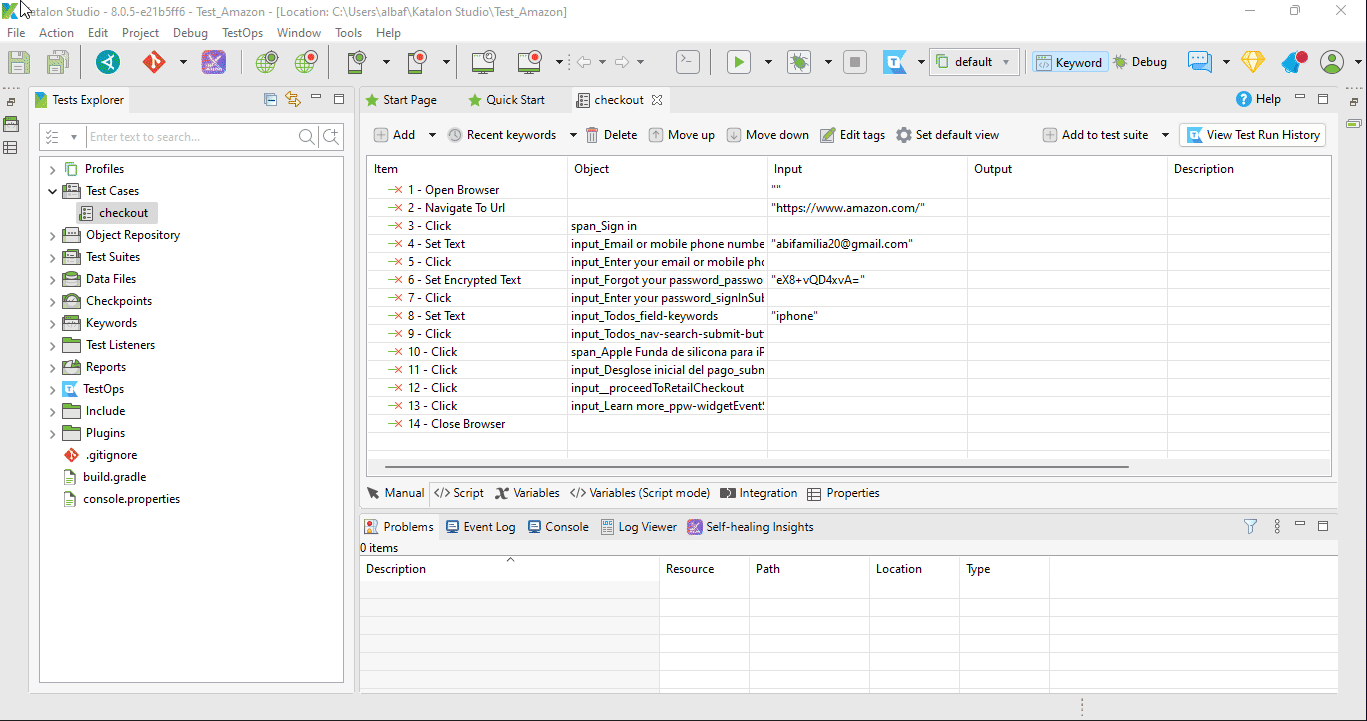 Katalon Studio - 8.0.5-e21b5ff6 - Test_Amazon - [Location: C:\Users\albaf\Katalon Studio\Test_Amazon]
File Action Edit Project Debug TestOps Window Tools Help
default Keyword Debug
Tests Explorer
Enter text to search...
Profiles
Test Cases
checkout
Object Repository
Test Suites
Data Files
Checkpoints
Keywords
Test Listeners
Reports
TestOps
Include
Plugins
.gitignore
build.gradle
console.properties
Start Page Quick Start checkout Help
Add Recent keywords Delete Move up Move down Edit tags Set default view Add to test suite View Test Run History
Item Object Input Output Description
1 - Open Browser ""
2 - Navigate To Url "https://www.amazon.com/"
3 - Click span_Sign in
4 - Set Text input_Email or mobile phone numbe "abifamilia20@gmail.com"
5 - Click input_Enter your email or mobile pho
6 - Set Encrypted Text input_Forgot your password_passwo "eX8+vQD4xvA="
7 - Click input_Enter your password_signInSul
8 - Set Text input_Todos_field-keywords "iphone"
9 - Click input_Todos_nav-search-submit-but
10 - Click span_Apple Funda de silicona para iP
11 - Click input_Desglose inicial del pago_subm
12 - Click input__proceedToRetailCheckout
13 - Click input_Learn more_ppw-widgetEventS
14 - Close Browser
Manual Script Variables Variables (Script mode) Integration Properties
Problems Event Log Console Log Viewer Self-healing Insights
0 items
Description Resource Path Location Type